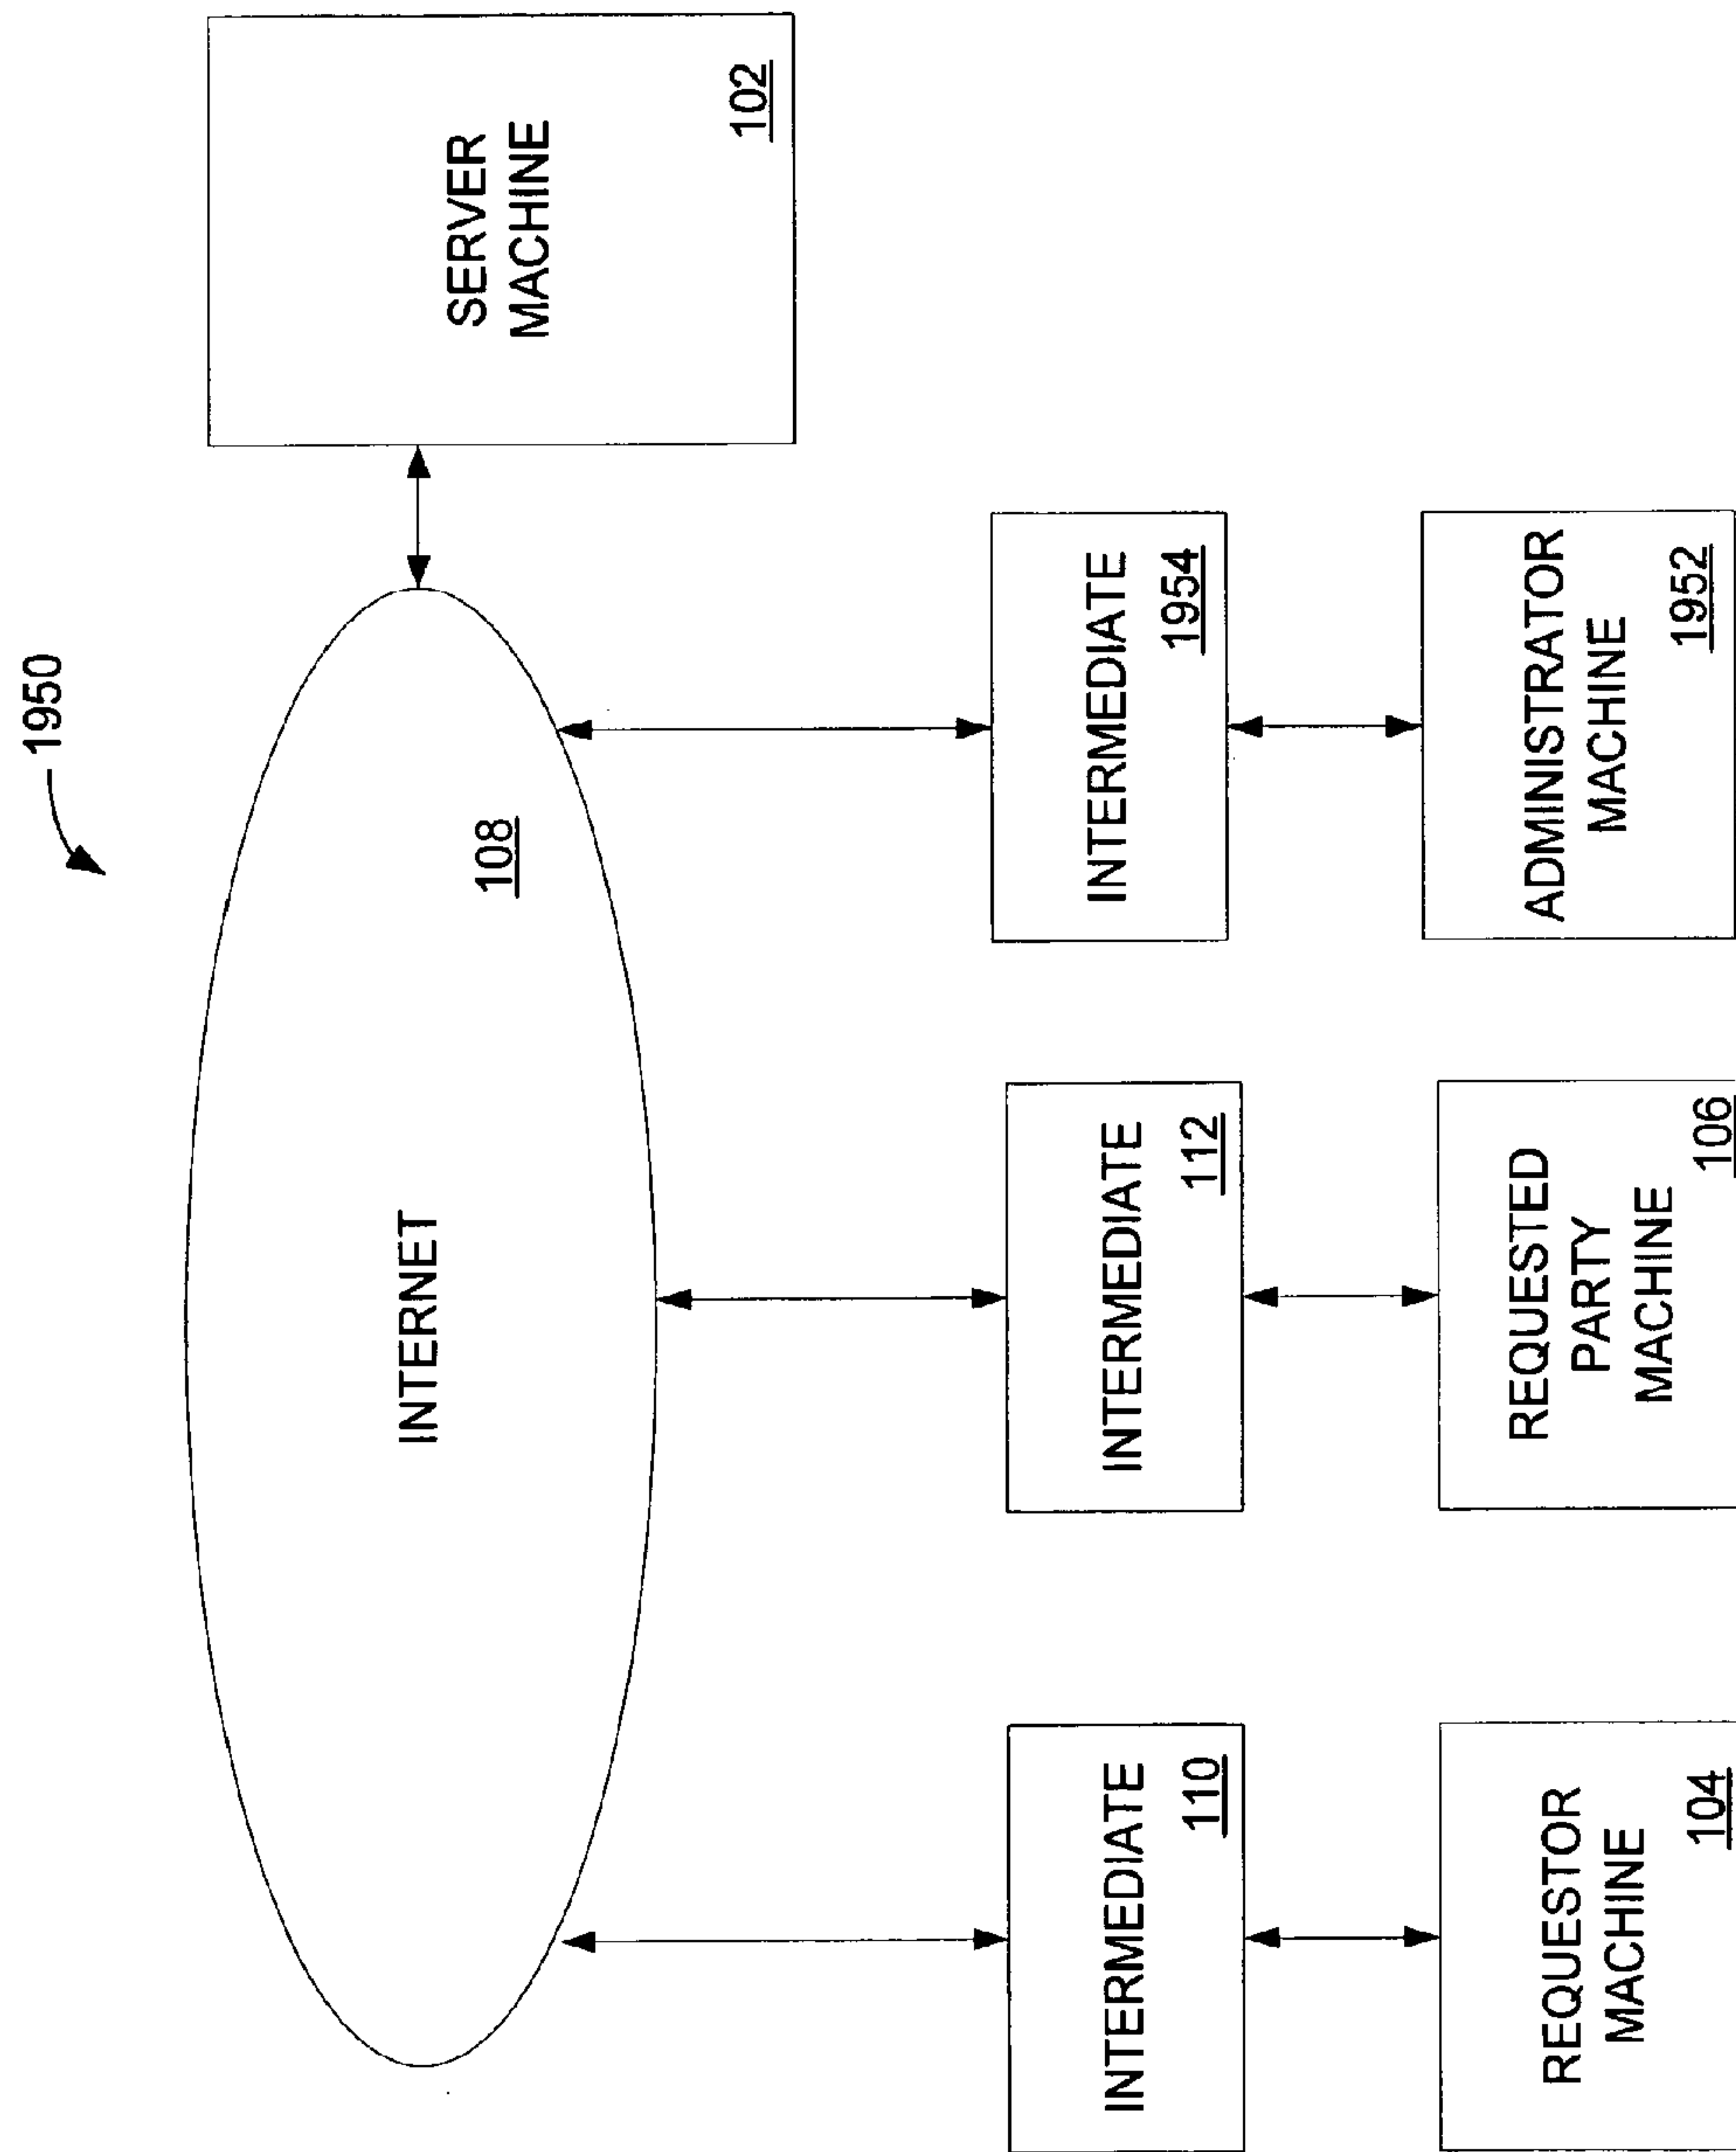 1950
INTERNET
108
SERVER
MACHINE
102
INTERMEDIATE
110
INTERMEDIATE
112
INTERMEDIATE
1954
REQUESTOR
MACHINE
104
REQUESTED
PARTY
MACHINE
106
ADMINISTRATOR
MACHINE
1952